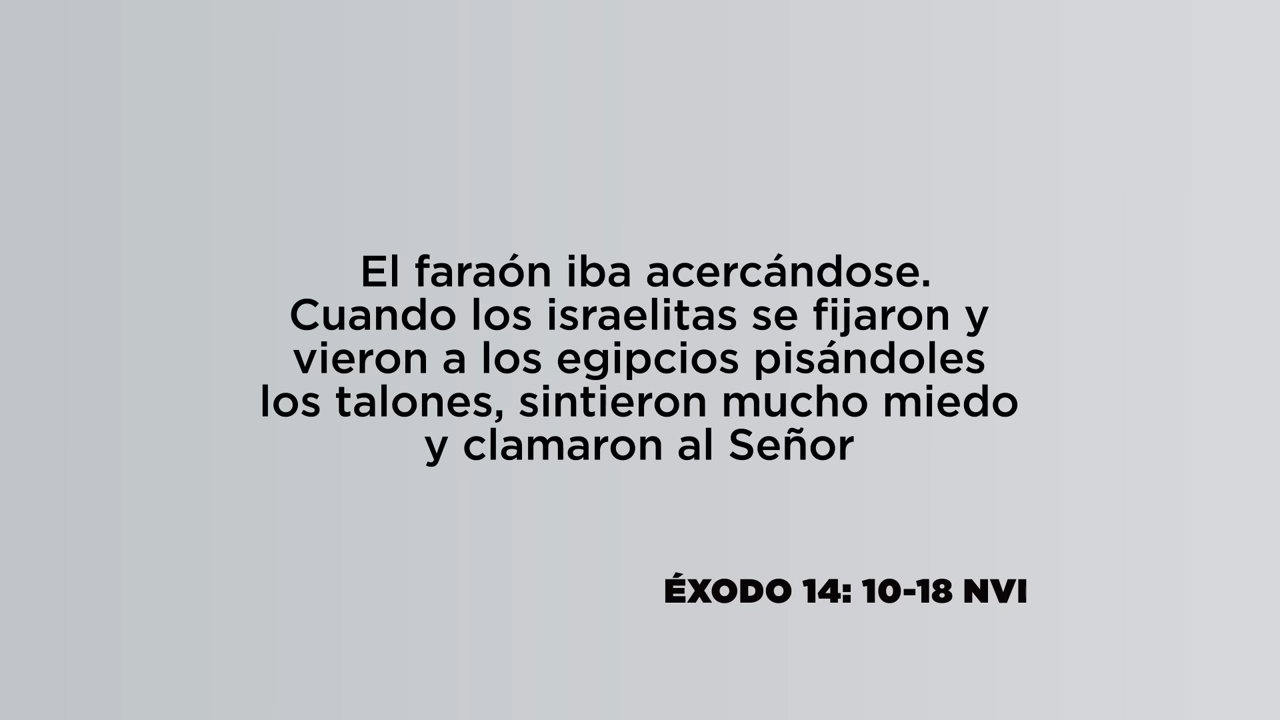 El faraón iba acercándose.
Cuando los israelitas se fijaron y
vieron a los egipcios pisándoles
los talones, sintieron mucho miedo
y clamaron al Señor
ÉXODO 14: 10-18 NVI